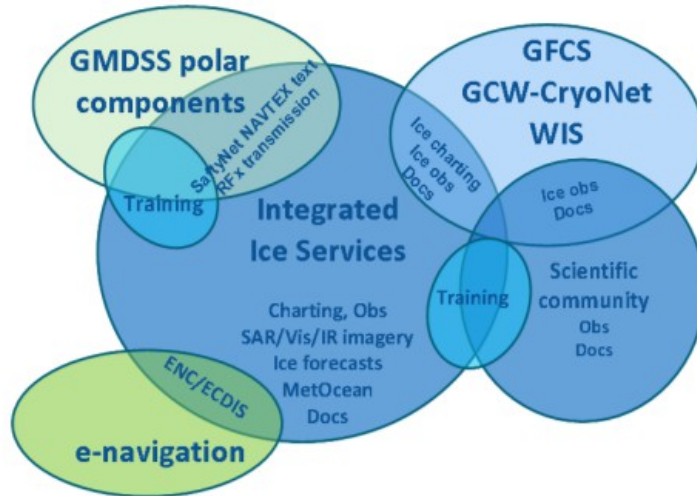 GMDSS polar
components
SaftyNet NAVTEX text
RFx transmission
Training
GFCS
GCW-CryoNet
WIS
Ice charting
Ice obs
Docs
Ice obs
Docs
Integrated
Ice Services
Charting, Obs
SAR/Vis/IR imagery
Ice forecasts
MetOcean
Docs
Training
Scientific
community
Obs
Docs
ENC/ECDIS
e-navigation